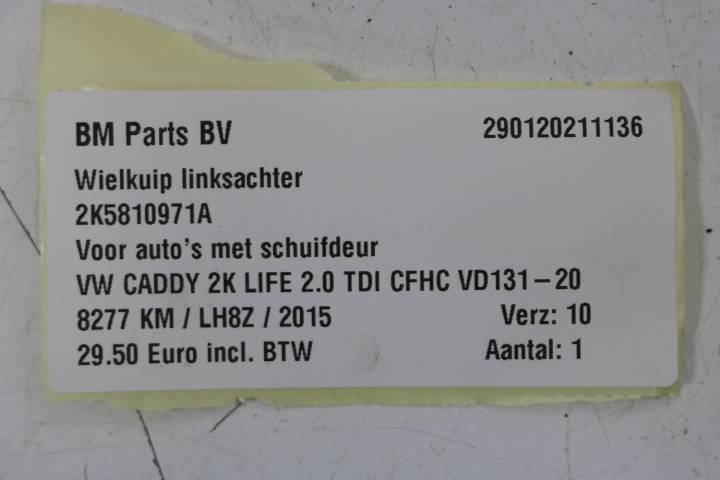 BM Parts BV 290120211136
Wielkuip linksachter
2K5810971A
Voor auto's met schuifdeur
VW CADDY 2K LIFE 2.0 TDI CFHC VD131-20
8277 KM / LH8Z / 2015 Verz: 10
29.50 Euro incl. BTW Aantal: 1